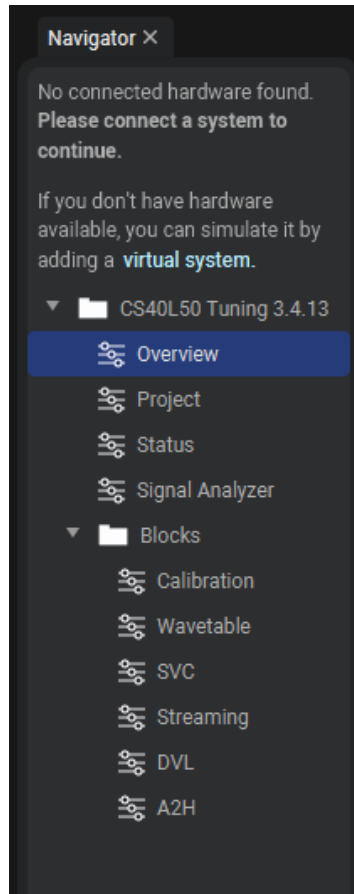 Navigator ×
No connected hardware found.
Please connect a system to
continue.
If you don't have hardware
available, you can simulate it by
adding a virtual system.
CS40L50 Tuning 3.4.13
Overview
Project
Status
Signal Analyzer
Blocks
Calibration
Wavetable
SVC
Streaming
DVL
A2H